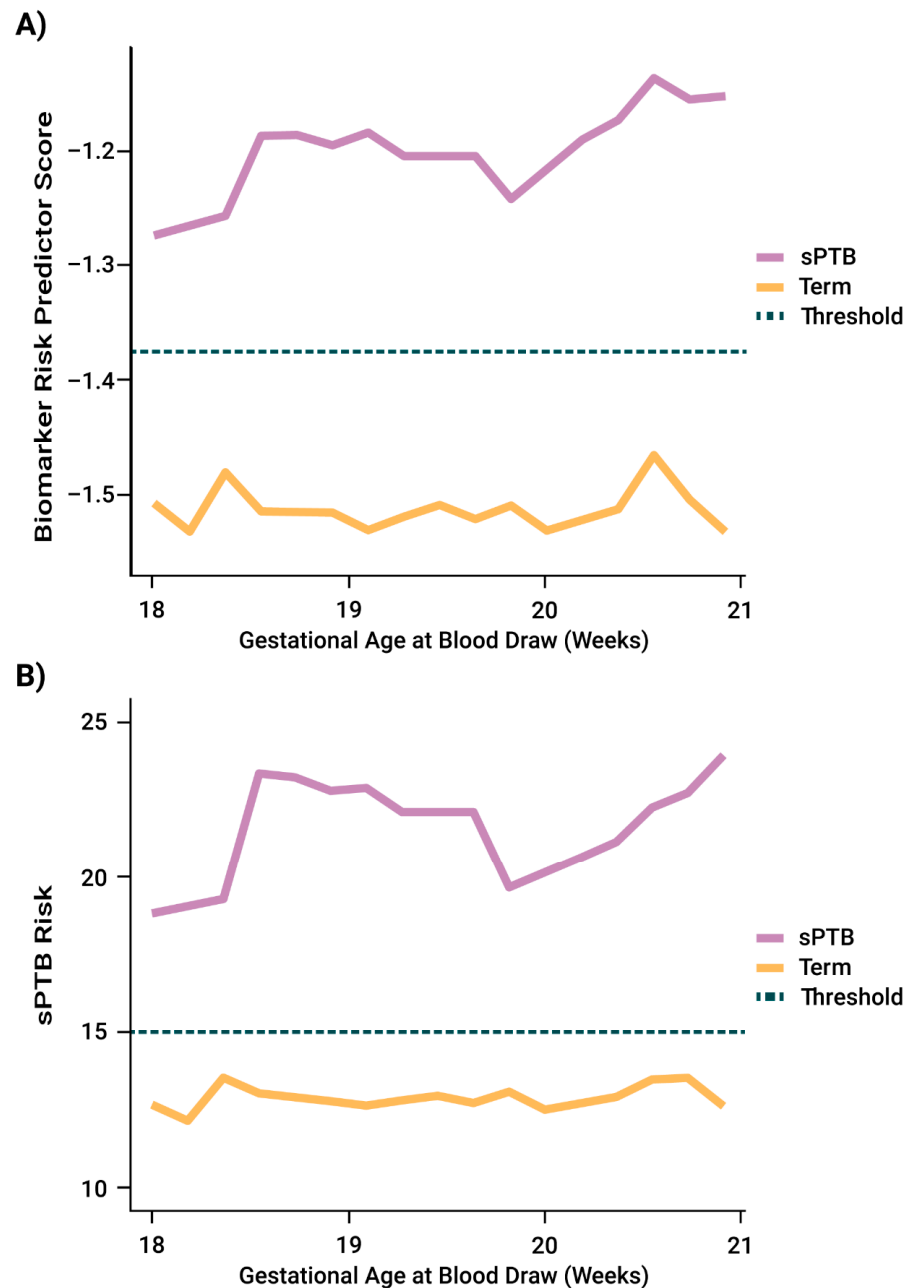 A)
Biomarker Risk Predictor Score
−1.2
−1.3
−1.4
−1.5
18
19
20
21
Gestational Age at Blood Draw (Weeks)
sPTB
Term
Threshold
B)
sPTB Risk
25
20
15
10
18
19
20
21
Gestational Age at Blood Draw (Weeks)
sPTB
Term
Threshold